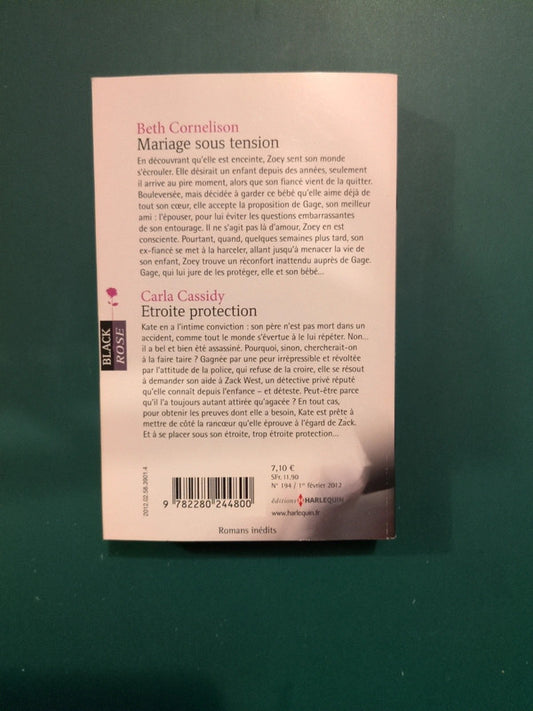 Beth Cornelison
Mariage sous tension
En découvrant qu'elle est enceinte, Zoey sent son monde
s'écrouler. Elle désirait un enfant depuis des années, seulement
il arrive au pire moment, alors que son fiancé vient de la quitter.
Bouleversée, mais décidée à garder ce bébé qu'elle aime déjà de
tout son cœur, elle accepte la proposition de Gage, son meilleur
ami : l'épouser, pour lui éviter les questions embarrassantes
de son entourage. Il ne s'agit pas là d'amour, Zoey en est
consciente. Pourtant, quand, quelques semaines plus tard, son
ex-fiancé se met à la harceler, allant jusqu'à menacer la vie de
son enfant, Zoey trouve un réconfort inattendu auprès de Gage.
Gage, qui lui jure de les protéger, elle et son bébé...
Carla Cassidy
Etroite protection
Kate en a l'intime conviction : son père n'est pas mort dans un
accident, comme tout le monde s'évertue à le lui répéter. Non...
il a bel et bien été assassiné. Pourquoi, sinon, chercherait-on
à la faire taire ? Gagnée par une peur irrépressible et révoltée
par l'attitude de la police, qui refuse de la croire, elle se résout
à demander son aide à Zack West, un détective privé réputé
qu'elle connaît depuis l'enfance – et déteste. Peut-être parce
qu'il l'a toujours autant attirée qu'agacée ? En tout cas,
pour obtenir les preuves dont elle a besoin, Kate est prête à
mettre de côté la rancœur qu'elle éprouve à l'égard de Zack.
Et à se placer sous son étroite, trop étroite protection...
BLACK
ROSE
2012.02.58.3901.4
9 782280 244800
7,10 €
SFr. 11.90
N° 194 / 1er février 2012
éditions HARLEQUIN
www.harlequin.fr
Romans inédits